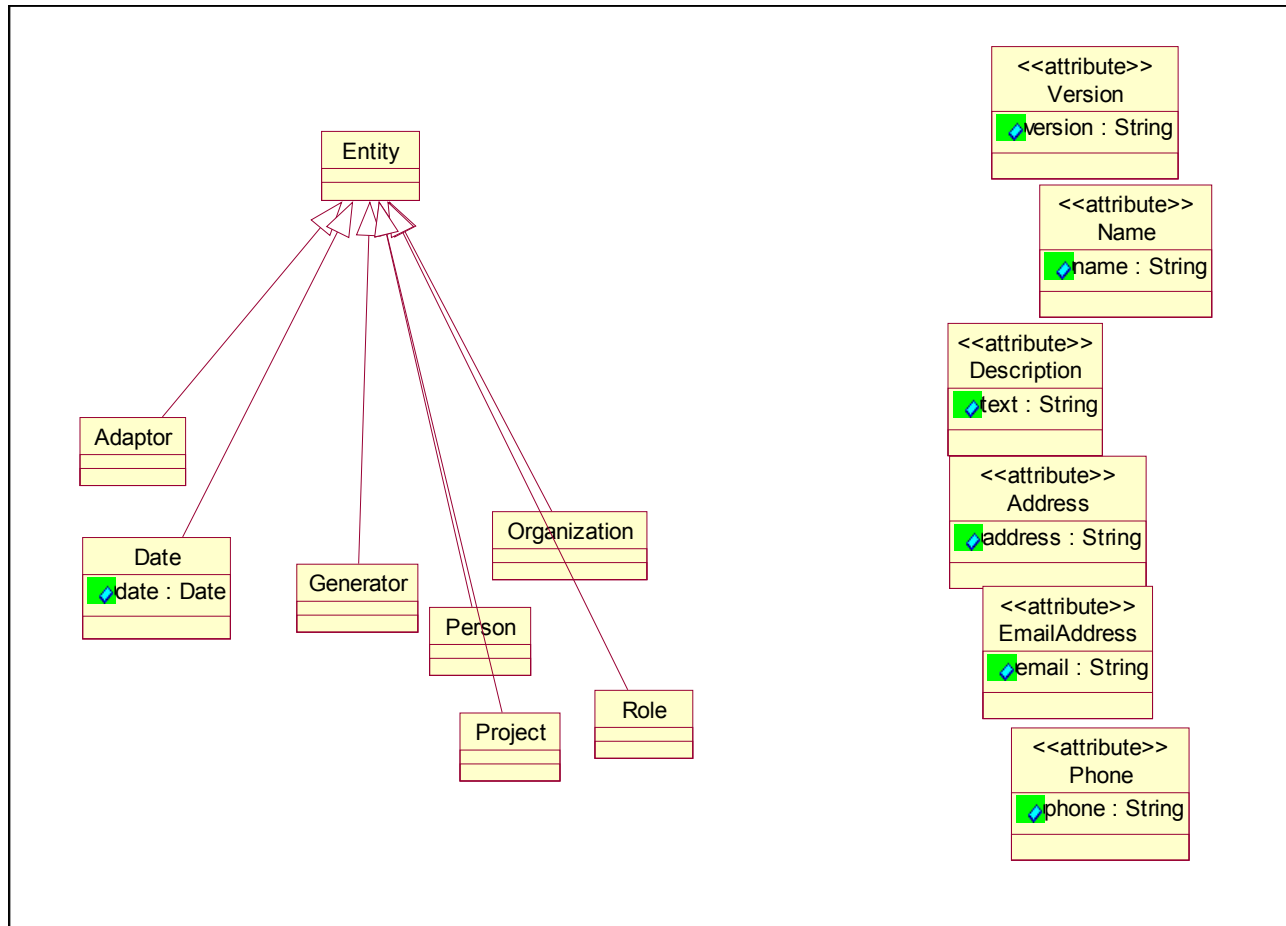 Entity
Adaptor
Date
date : Date
Generator
Organization
Person
Project
Role
<<attribute>>
Version
version : String
<<attribute>>
Name
name : String
<<attribute>>
Description
text : String
<<attribute>>
Address
address : String
<<attribute>>
EmailAddress
email : String
<<attribute>>
Phone
phone : String